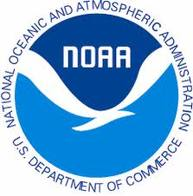 NATIONAL OCEANIC AND ATMOSPHERIC ADMINISTRATION
NOAA
U.S. DEPARTMENT OF COMMERCE